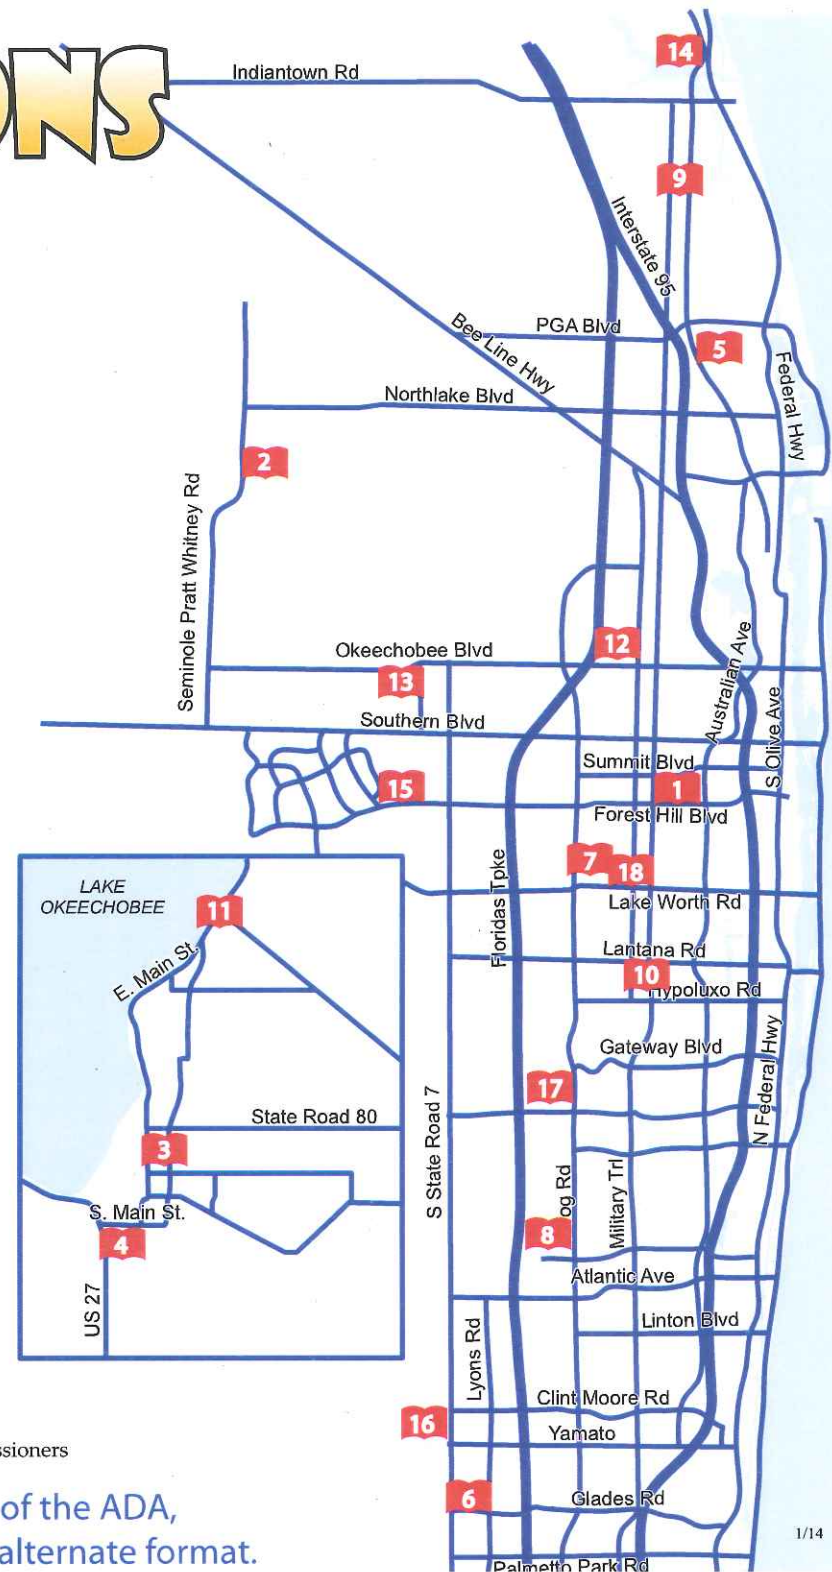 ONS
Indiantown Rd
14
9
Interstate 95
PGA Blvd
Bee Line Hwy
5
Federal Hwy
Northlake Blvd
2
Seminole Pratt Whitney Rd
12
Okeechobee Blvd
13
Australian Ave
Southern Blvd
S Olive Ave
Summit Blvd
1
15
Forest Hill Blvd
7
18
Floridas Tpke
Lake Worth Rd
LAKE
OKEECHOBEE
11
E. Main St.
Lantana Rd
10
Hypoluxo Rd
Gateway Blvd
17
N Federal Hwy
State Road 80
3
S State Road 7
S. Main St.
4
US 27
og Rd
Military Trl
8
Atlantic Ave
Linton Blvd
Lyons Rd
Clint Moore Rd
16
Yamato
6
Glades Rd
Palmetto Park Rd
ssioners
of the ADA,
alternate format.
1/14